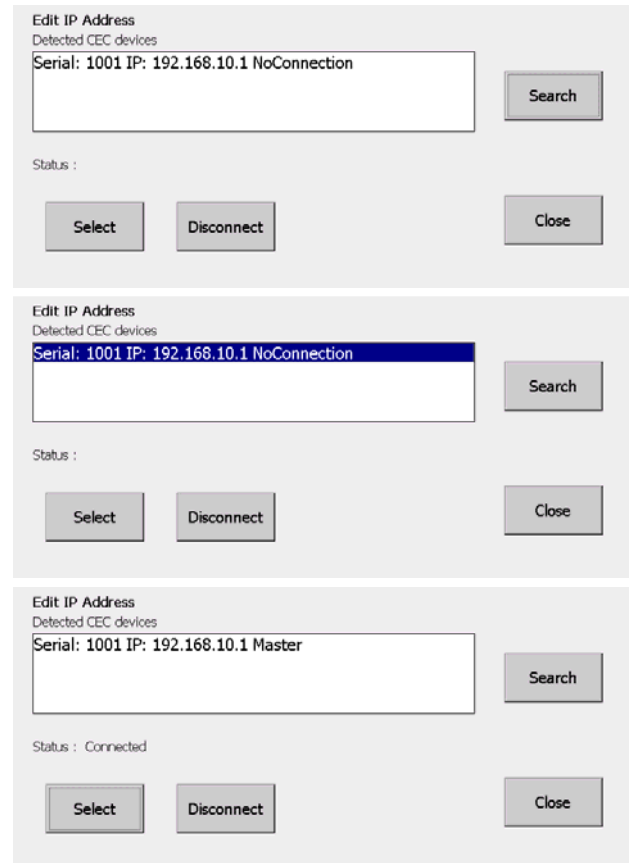 Edit IP Address
Detected CEC devices
Serial: 1001 IP: 192.168.10.1 NoConnection
Search
Status :
Select Disconnect Close
Edit IP Address
Detected CEC devices
Serial: 1001 IP: 192.168.10.1 NoConnection
Search
Status :
Select Disconnect Close
Edit IP Address
Detected CEC devices
Serial: 1001 IP: 192.168.10.1 Master
Search
Status : Connected
Select Disconnect Close